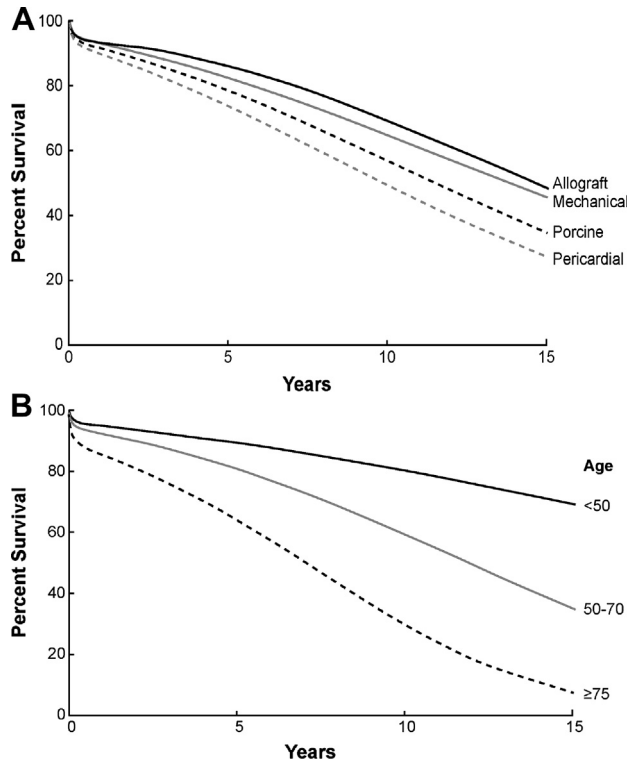 A
Percent Survival
100
80
60
40
20
0
Allograft
Mechanical
Porcine
Pericardial
0 5 10 15
Years
B
Percent Survival
100
80
60
40
20
0
Age
<50
50-70
≥75
0 5 10 15
Years